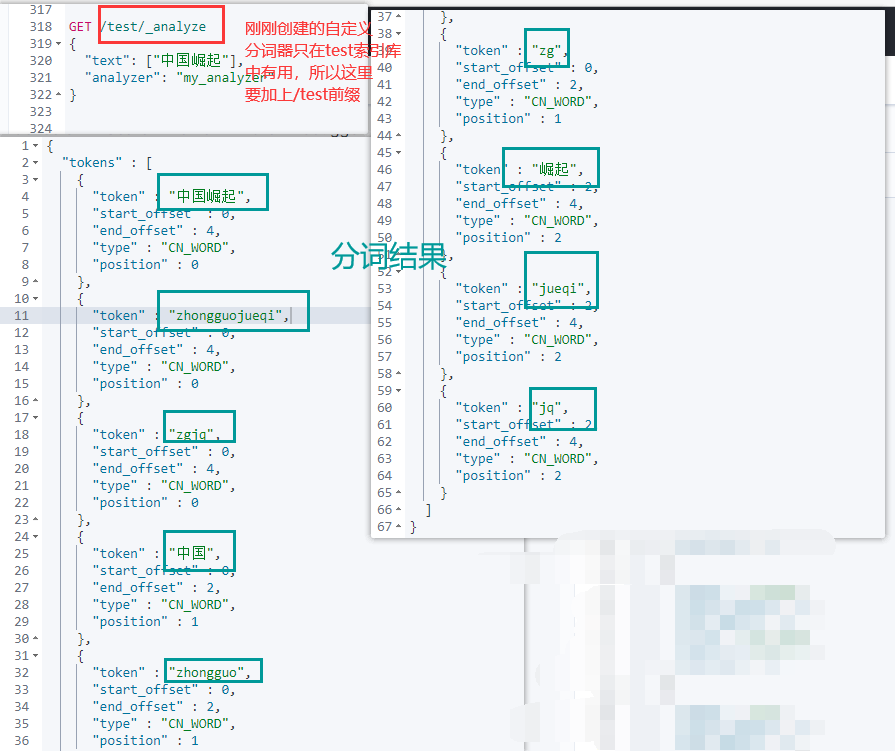 317
318 GET /test/_analyze
319 {
320 "text": ["中国崛起"],
321 "analyzer": "my_analyzer"
322 }
323
324
刚刚创建的自定义
分词器只在test索引库
中有用，所以这里
要加上/test前缀
1 {
2 "tokens" : [
3 {
4 "token" : "中国崛起",
5 "start_offset" : 0,
6 "end_offset" : 4,
7 "type" : "CN_WORD",
8 "position" : 0
9 },
10 {
11 "token" : "zhongguojueqi",
12 "start_offset" : 0,
13 "end_offset" : 4,
14 "type" : "CN_WORD",
15 "position" : 0
16 },
17 {
18 "token" : "zgjq",
19 "start_offset" : 0,
20 "end_offset" : 4,
21 "type" : "CN_WORD",
22 "position" : 0
23 },
24 {
25 "token" : "中国",
26 "start_offset" : 0,
27 "end_offset" : 2,
28 "type" : "CN_WORD",
29 "position" : 1
30 },
31 {
32 "token" : "zhongguo",
33 "start_offset" : 0,
34 "end_offset" : 2,
35 "type" : "CN_WORD",
36 "position" : 1
37 },
38 {
39 "token" : "zg",
40 "start_offset" : 0,
41 "end_offset" : 2,
42 "type" : "CN_WORD",
43 "position" : 1
44 },
45 {
46 "token" : "崛起",
47 "start_offset" : 2,
48 "end_offset" : 4,
49 "type" : "CN_WORD",
50 "position" : 2
},
分词结果
52 {
53 "token" : "jueqi",
54 "start_offset" : 2,
55 "end_offset" : 4,
56 "type" : "CN_WORD",
57 "position" : 2
58 },
59 {
60 "token" : "jq",
61 "start_offset" : 2,
62 "end_offset" : 4,
63 "type" : "CN_WORD",
64 "position" : 2
65 }
66 ]
67 }